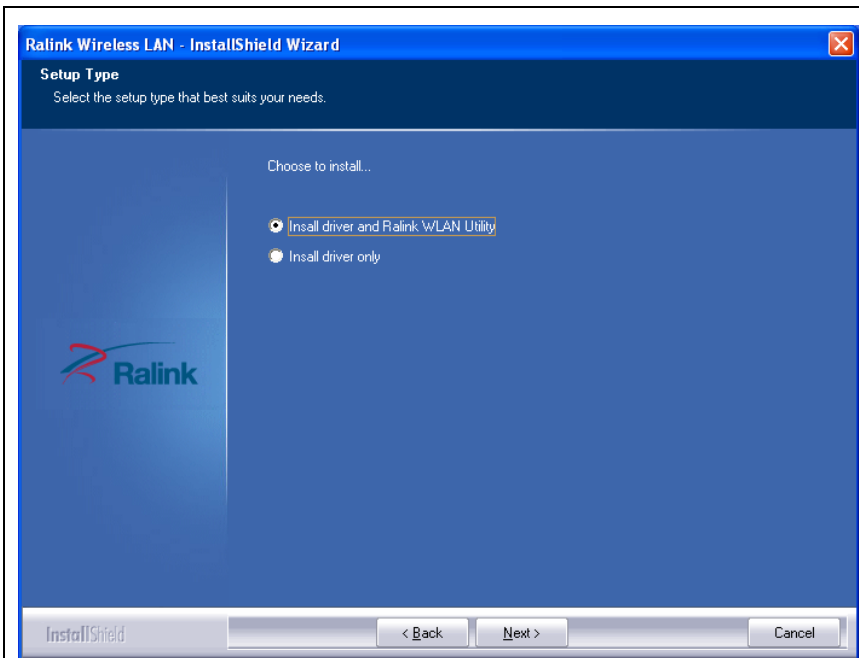 Ralink Wireless LAN - InstallShield Wizard
Setup Type
Select the setup type that best suits your needs.
Choose to install...
Insall driver and Ralink WLAN Utility
Insall driver only
Ralink
InstallShield
< Back
Next >
Cancel